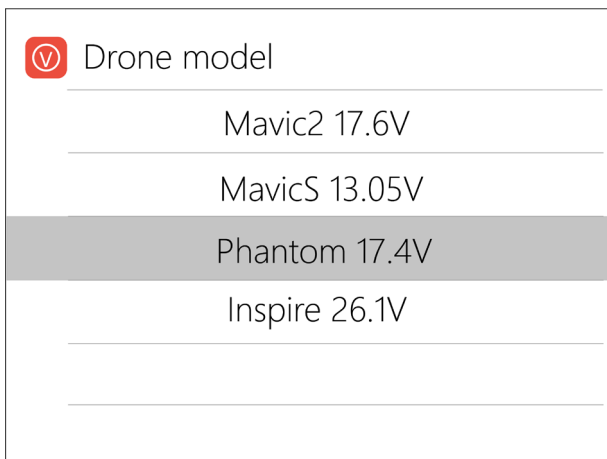 V Drone model
Mavic2 17.6V
MavicS 13.05V
Phantom 17.4V
Inspire 26.1V